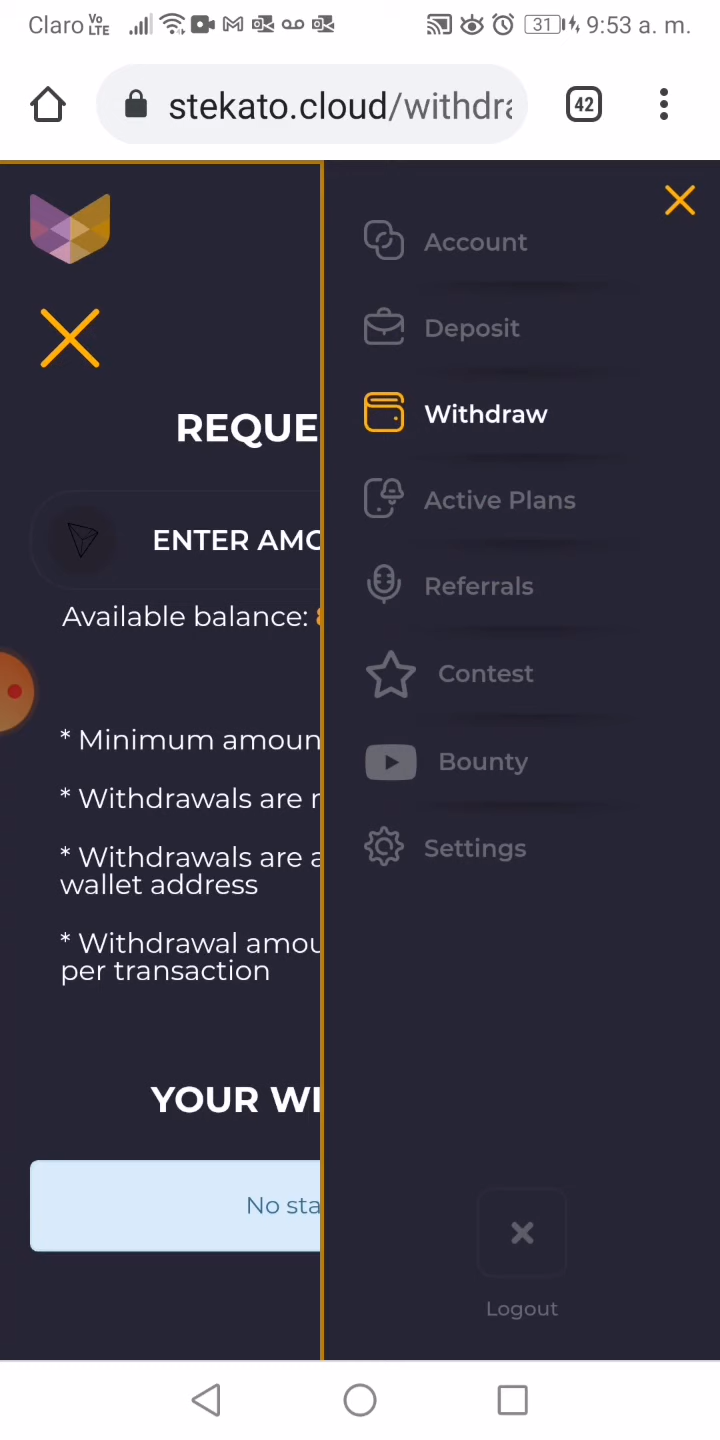 Claro Vo LTE 31 9:53 a. m.
stekato.cloud/withdra
42
REQUE
ENTER AMO
Available balance:
* Minimum amoun
* Withdrawals are
* Withdrawals are a
wallet address
* Withdrawal amou
per transaction
YOUR WI
No sta
Account
Deposit
Withdraw
Active Plans
Referrals
Contest
Bounty
Settings
Logout